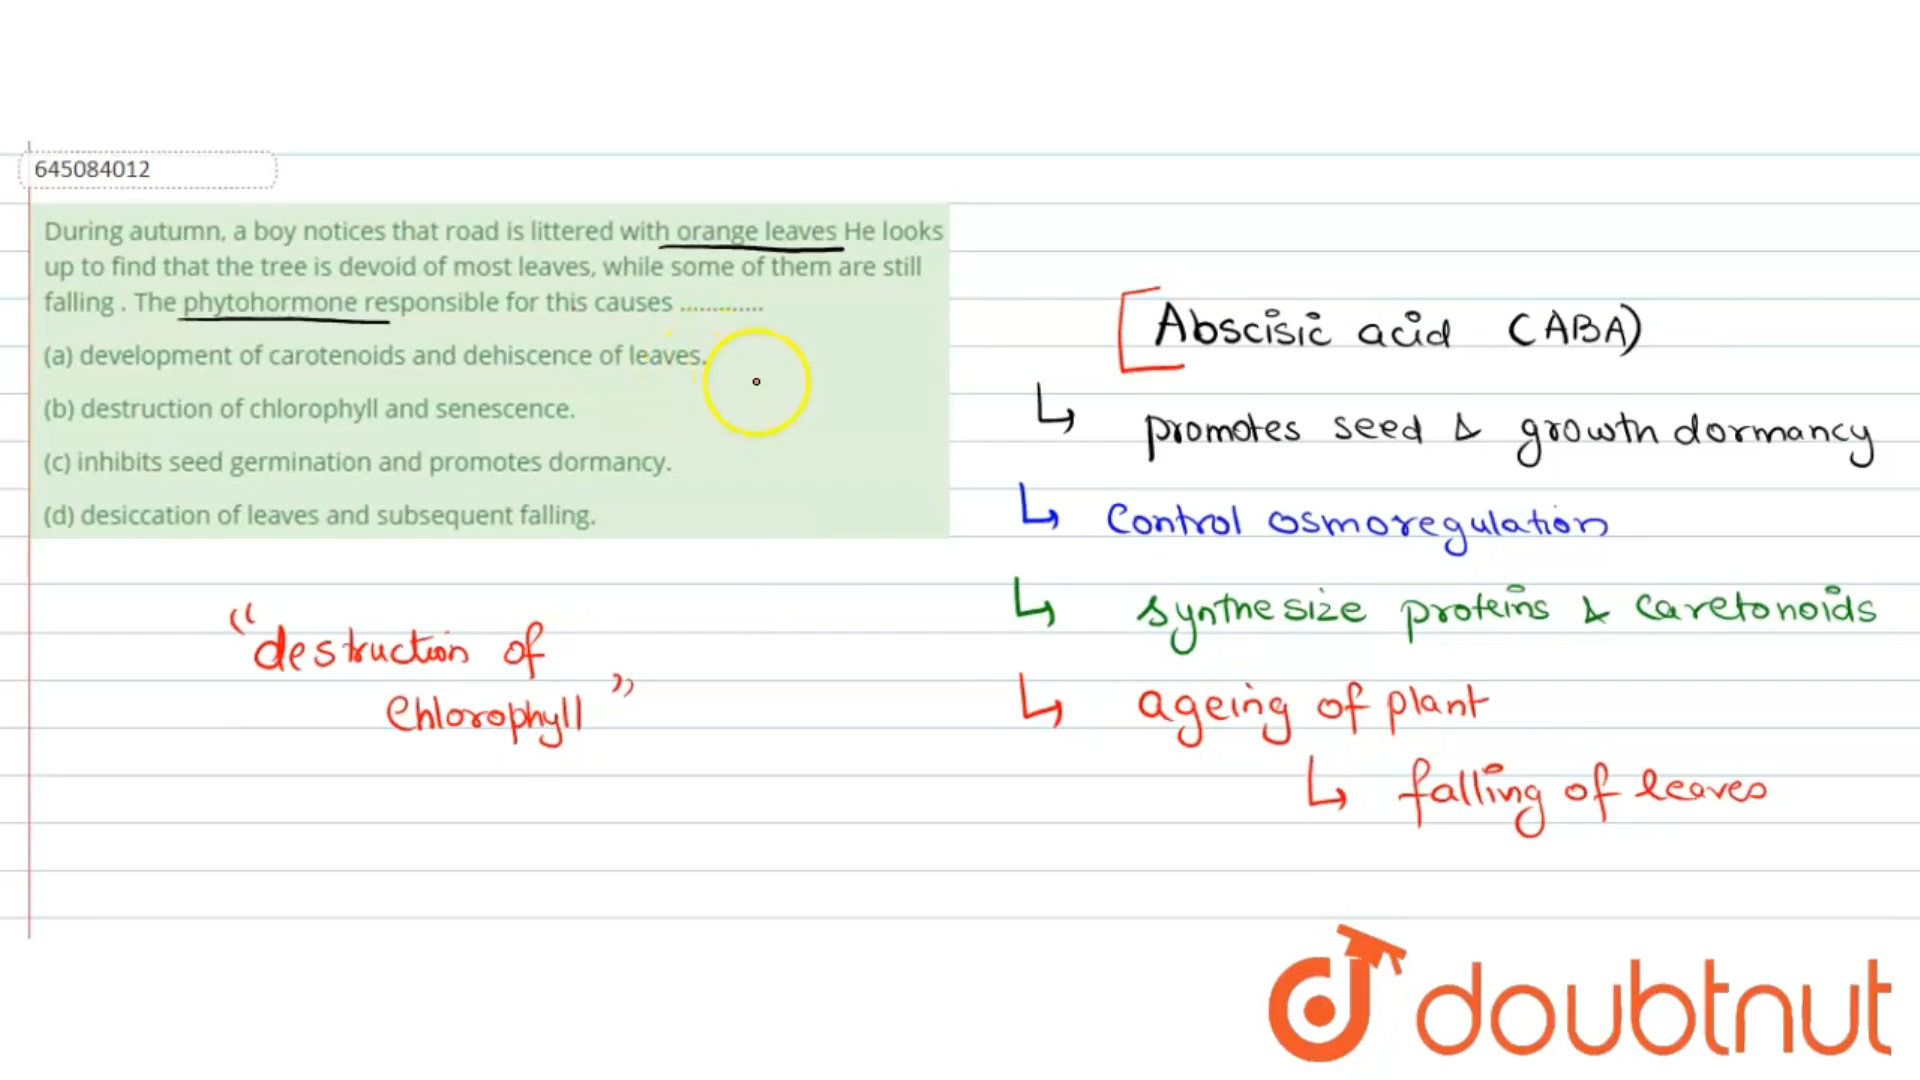 645084012
During autumn, a boy notices that road is littered with orange leaves He looks
up to find that the tree is devoid of most leaves, while some of them are still
falling . The phytohormone responsible for this causes .............
(a) development of carotenoids and dehiscence of leaves.
(b) destruction of chlorophyll and senescence.
(c) inhibits seed germination and promotes dormancy.
(d) desiccation of leaves and subsequent falling.
"destruction of
Chlorophyll"
Abscisic acid (ABA)
promotes seed & growth dormancy
Control osmoregulation
synthesize proteins & caretonoids
ageing of plant
falling of leaves
doubtnut